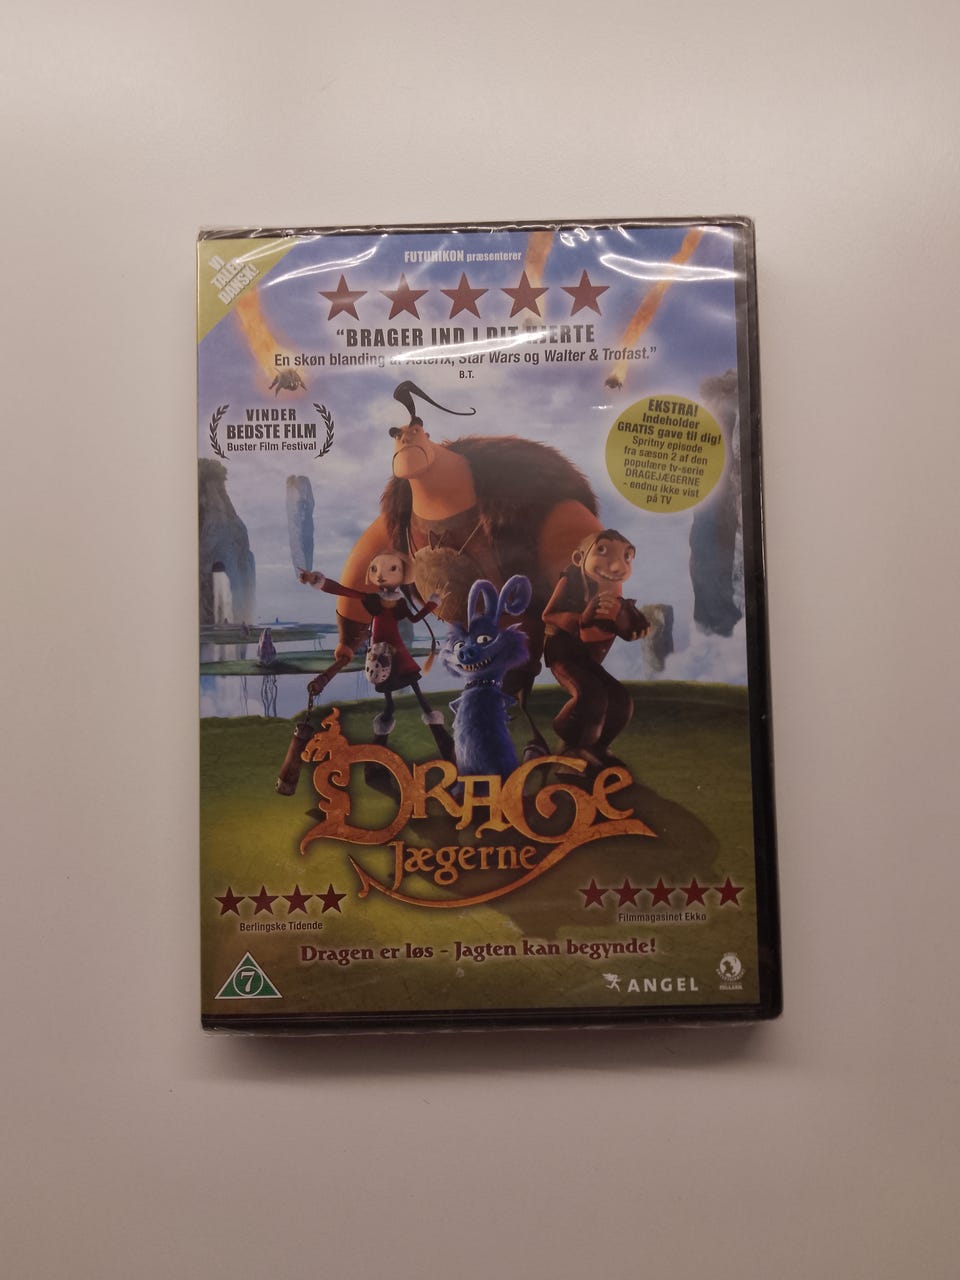 VI
TALER
DANSK!
FUTURIKON præsenterer
"BRAGER IND I DIT HJERTE
En skøn blanding af Asterix, Star Wars og Walter & Trofast."
B.T.
VINDER
BEDSTE FILM
Buster Film Festival
EKSTRA!
Indeholder
GRATIS gave til dig!
Spritny episode
fra sæson 2 af den
populære tv-serie
DRAGEJÆGERNE
- endnu ikke vist
på TV
DRAGE
Jægerne
Berlingske Tidende
Filmmagasinet Ekko
Dragen er løs - Jagten kan begynde!
7
ANGEL